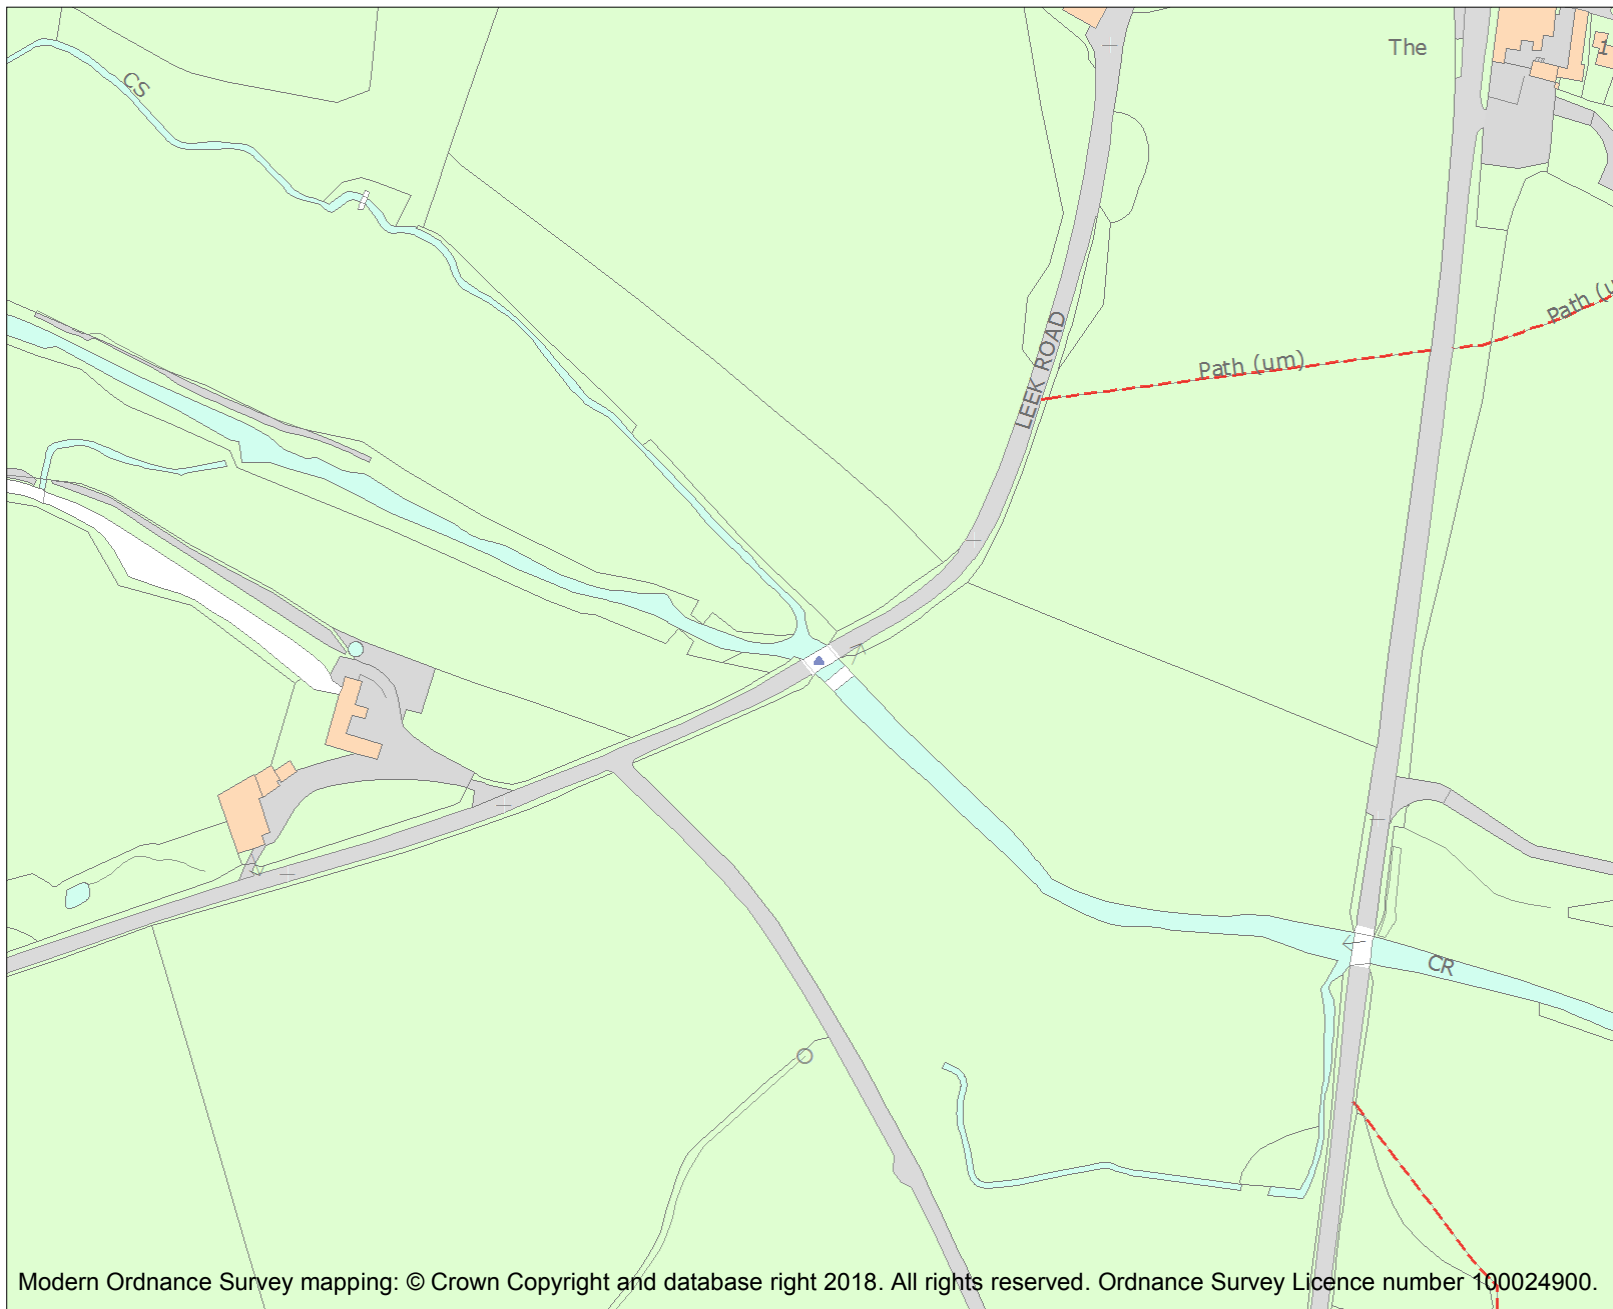 The
1
CS
Path (u
Path (um)
LEEK ROAD
CR
Modern Ordnance Survey mapping: © Crown Copyright and database right 2018. All rights reserved. Ordnance Survey Licence number 100024900.